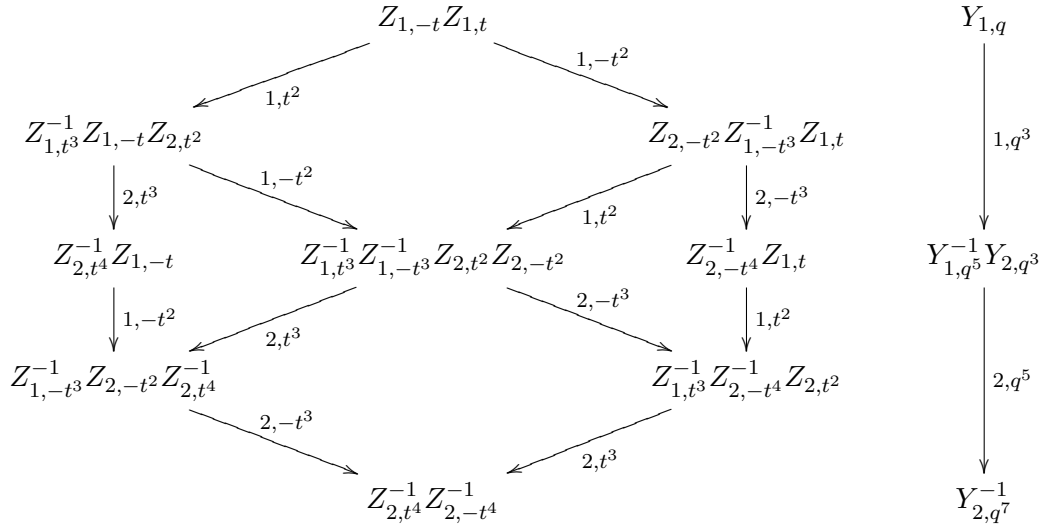 Z_{1,-t}Z_{1,t} Y_{1,q}
1,t^2 1,-t^2
Z_{1,t^3}^{-1}Z_{1,-t}Z_{2,t^2} Z_{2,-t^2}Z_{1,-t^3}^{-1}Z_{1,t} 1,q^3
2,t^3 1,-t^2 1,t^2 2,-t^3
Z_{2,t^4}^{-1}Z_{1,-t} Z_{1,t^3}^{-1}Z_{1,-t^3}^{-1}Z_{2,t^2}Z_{2,-t^2} Z_{2,-t^4}^{-1}Z_{1,t} Y_{1,q^5}^{-1}Y_{2,q^3}
1,-t^2 2,t^3 2,-t^3 1,t^2
Z_{1,-t^3}^{-1}Z_{2,-t^2}Z_{2,t^4}^{-1} Z_{1,t^3}^{-1}Z_{2,-t^4}^{-1}Z_{2,t^2} 2,q^5
2,-t^3 2,t^3
Z_{2,t^4}^{-1}Z_{2,-t^4}^{-1} Y_{2,q^7}^{-1}